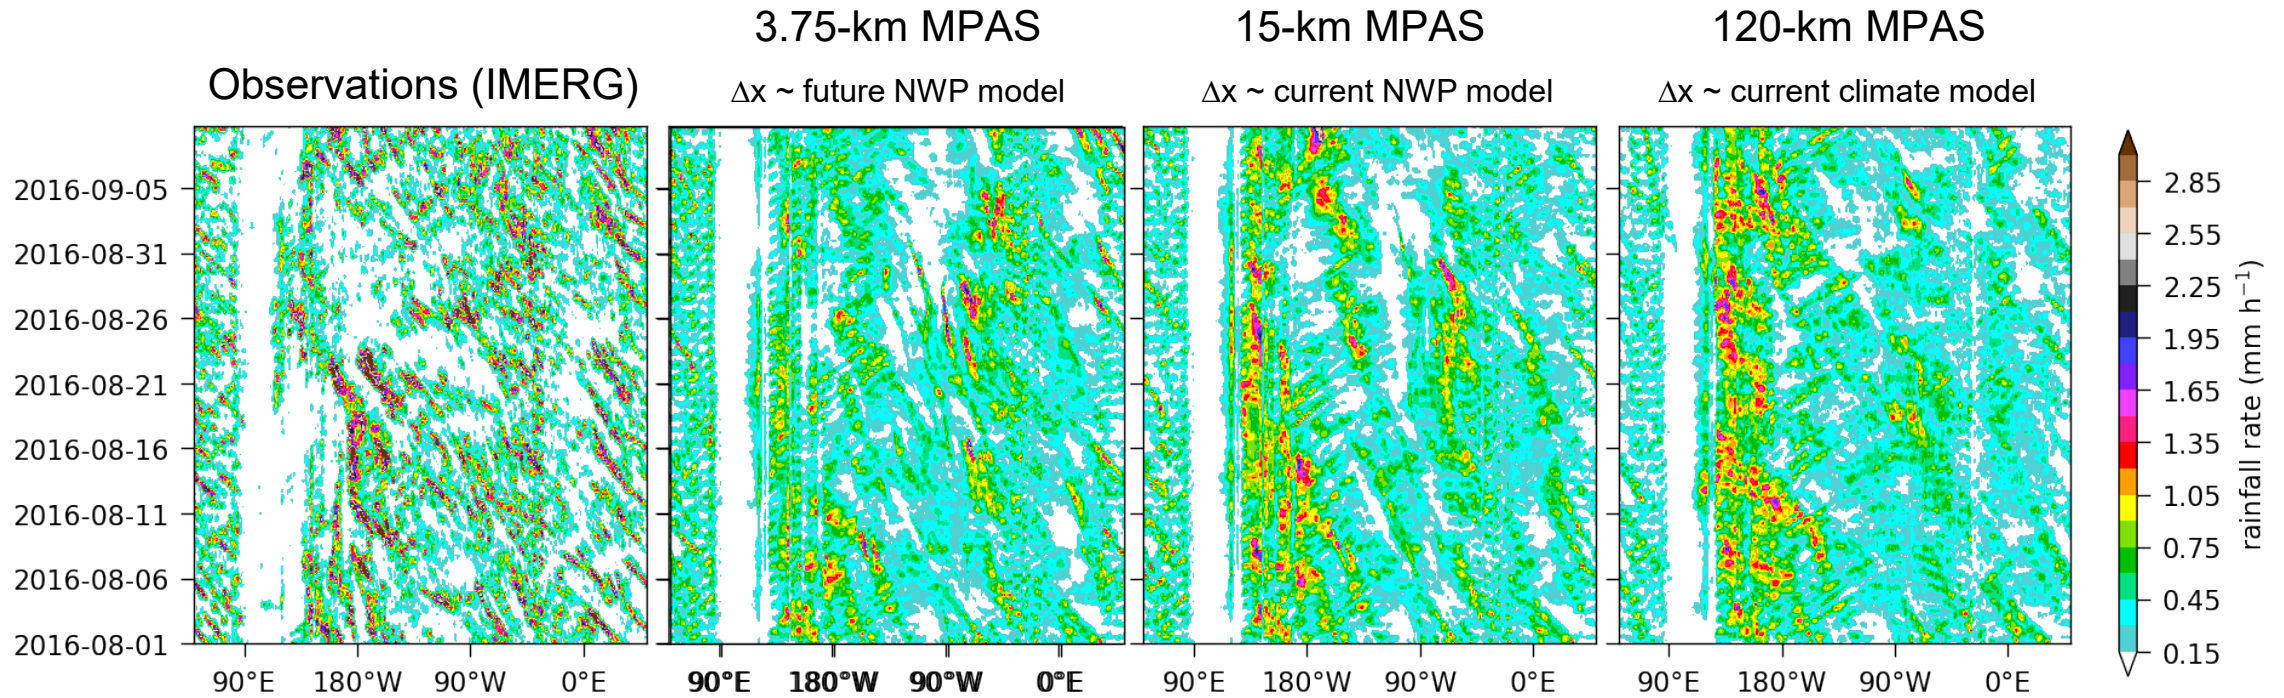 3.75-km MPAS
15-km MPAS
120-km MPAS
Observations (IMERG)
Δx ~ future NWP model
Δx ~ current NWP model
Δx ~ current climate model
2016-09-05
2016-08-31
2016-08-26
2016-08-21
2016-08-16
2016-08-11
2016-08-06
2016-08-01
90°E 180°W 90°W 0°E
90°E 180°W 90°W 0°E
90°E 180°W 90°W 0°E
90°E 180°W 90°W 0°E
2.85
2.55
2.25
1.95
1.65
1.35
1.05
0.75
0.45
0.15
rainfall rate (mm h⁻¹)